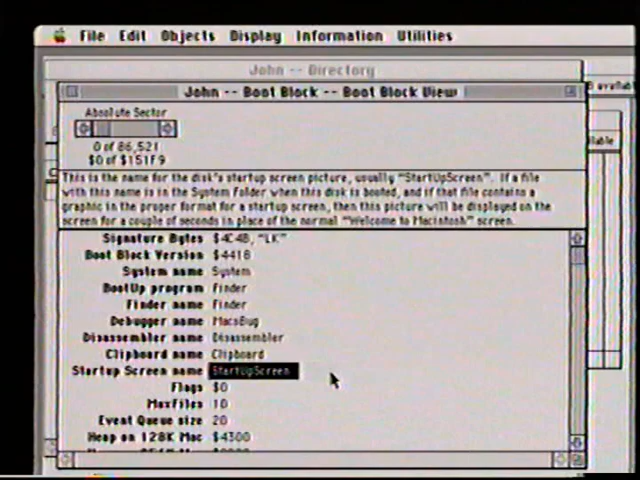 File Edit Objects Display Information Utilities
John -- Directory
John -- Boot Block -- Boot Block View
Absolute Sector
0 of 86,521
$0 of $151F9
This is the name for the disk's startup screen picture, usually "StartUpScreen". If a file
with this name is in the System Folder when this disk is booted, and if that file contains a
graphic in the proper format for a startup screen, then this picture will be displayed on the
screen for a couple of seconds in place of the normal "Welcome to Macintosh" screen.
Signature Bytes $4C4B, "LK"
Boot Block Version $4418
System name System
BootUp program Finder
Finder name Finder
Debugger name MacsBug
Disassembler name Disassembler
Clipboard name Clipboard
Startup Screen name StartUpScreen
Flags $0
MaxFiles 10
Event Queue size 20
Heap on 128K Mac $4300